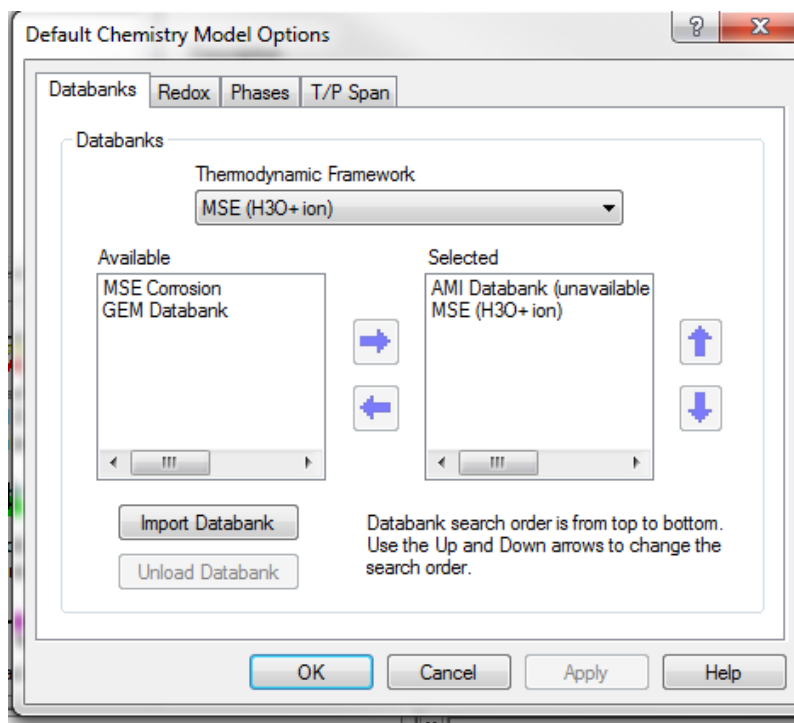 Default Chemistry Model Options
Databanks Redox Phases T/P Span
Databanks
Thermodynamic Framework
MSE (H3O+ ion)
Available
MSE Corrosion
GEM Databank
Selected
AMI Databank (unavailable
MSE (H3O+ ion)
Import Databank
Unload Databank
Databank search order is from top to bottom.
Use the Up and Down arrows to change the
search order.
OK Cancel Apply Help